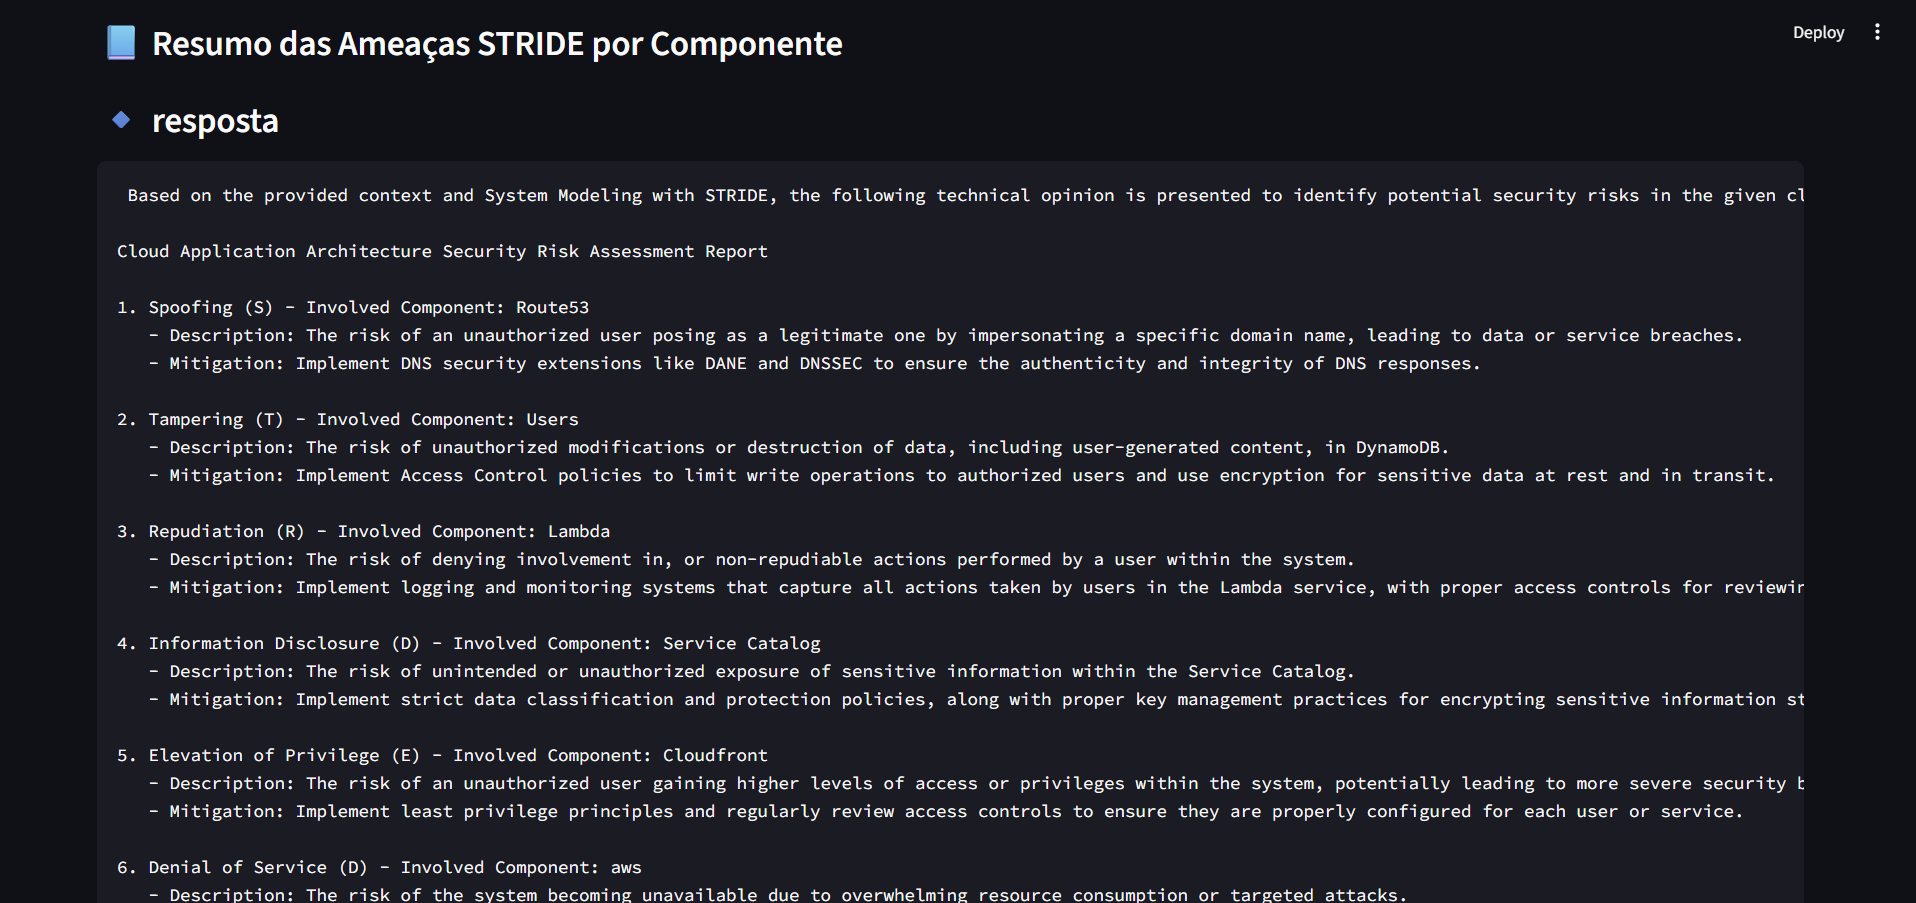 Resumo das Ameaças STRIDE por Componente
Deploy
resposta
Based on the provided context and System Modeling with STRIDE, the following technical opinion is presented to identify potential security risks in the given
Cloud Application Architecture Security Risk Assessment Report
1. Spoofing (S) - Involved Component: Route53
- Description: The risk of an unauthorized user posing as a legitimate one by impersonating a specific domain name, leading to data or service breaches.
- Mitigation: Implement DNS security extensions like DANE and DNSSEC to ensure the authenticity and integrity of DNS responses.
2. Tampering (T) - Involved Component: Users
- Description: The risk of unauthorized modifications or destruction of data, including user-generated content, in DynamoDB.
- Mitigation: Implement Access Control policies to limit write operations to authorized users and use encryption for sensitive data at rest and in transit.
3. Repudiation (R) - Involved Component: Lambda
- Description: The risk of denying involvement in, or non-repudiable actions performed by a user within the system.
- Mitigation: Implement logging and monitoring systems that capture all actions taken by users in the Lambda service, with proper access controls for
4. Information Disclosure (D) - Involved Component: Service Catalog
- Description: The risk of unintended or unauthorized exposure of sensitive information within the Service Catalog.
- Mitigation: Implement strict data classification and protection policies, along with proper key management practices for encrypting sensitive information
5. Elevation of Privilege (E) - Involved Component: Cloudfront
- Description: The risk of an unauthorized user gaining higher levels of access or privileges within the system, potentially leading to more severe security
- Mitigation: Implement least privilege principles and regularly review access controls to ensure they are properly configured for each user or service.
6. Denial of Service (D) - Involved Component: aws
- Description: The risk of the system becoming unavailable due to overwhelming resource consumption or targeted attacks.